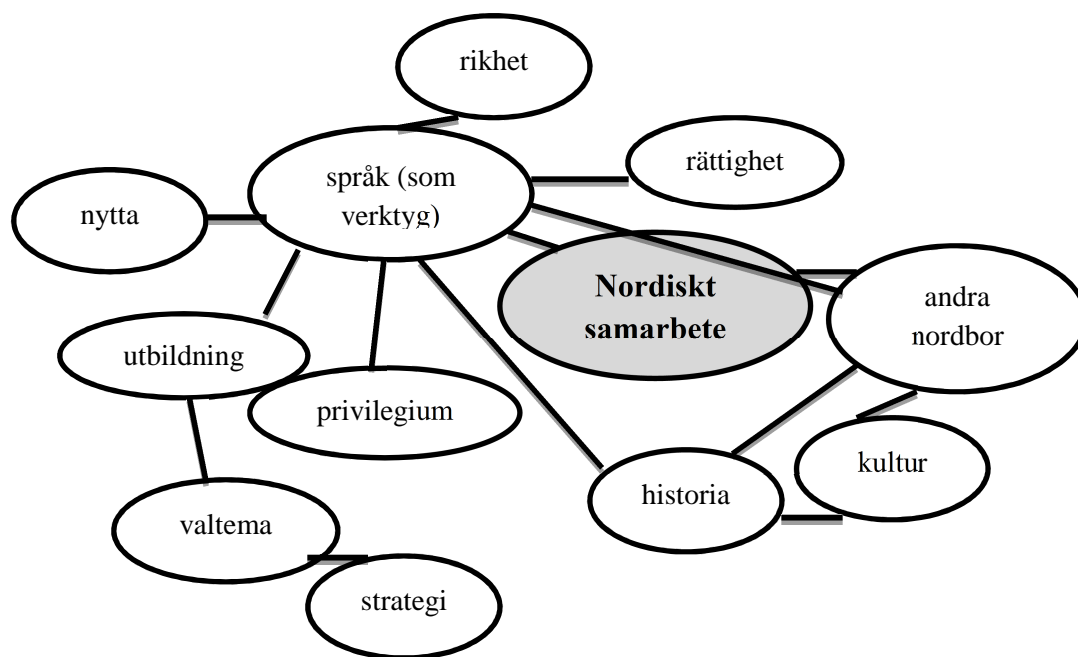 rikhet
rättighet
språk (som
verktyg)
nytta
Nordiskt
samarbete
andra
nordbor
utbildning
privilegium
kultur
historia
valtema
strategi